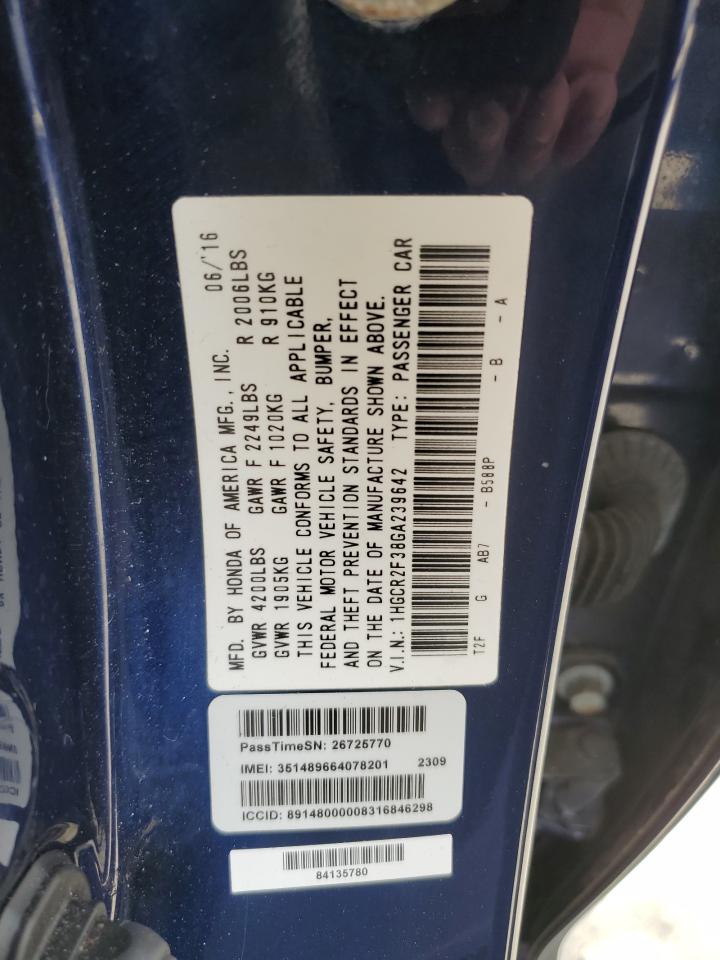 MFD. BY HONDA OF AMERICA MFG., INC. 06/'16
GVWR 4200LBS GAWR F 2249LBS R 2006LBS
GVWR 1905KG GAWR F 1020KG R 910KG
THIS VEHICLE CONFORMS TO ALL APPLICABLE
FEDERAL MOTOR VEHICLE SAFETY, BUMPER,
AND THEFT PREVENTION STANDARDS IN EFFECT
ON THE DATE OF MANUFACTURE SHOWN ABOVE.
V.I.N.: 1HGCR2F38GA239642 TYPE: PASSENGER CAR
T2F G AB7 - B588P - B - A
PassTimeSN: 26725770
IMEI: 351489664078201 2309
ICCID: 89148000008316846298
84135780